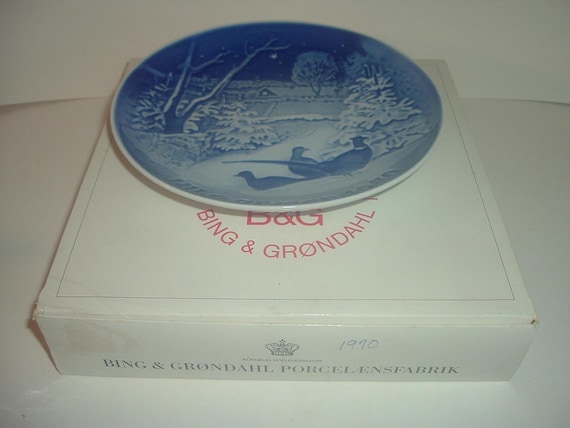 B&G
BING & GRØNDAHL
1970
BING & GRØNDAHL PORCELÆNSFABRIK